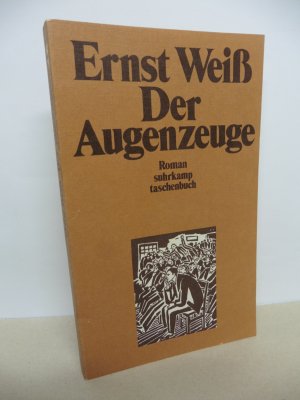 Ernst Weiß
Der
Augenzeuge
Roman
suhrkamp
taschenbuch